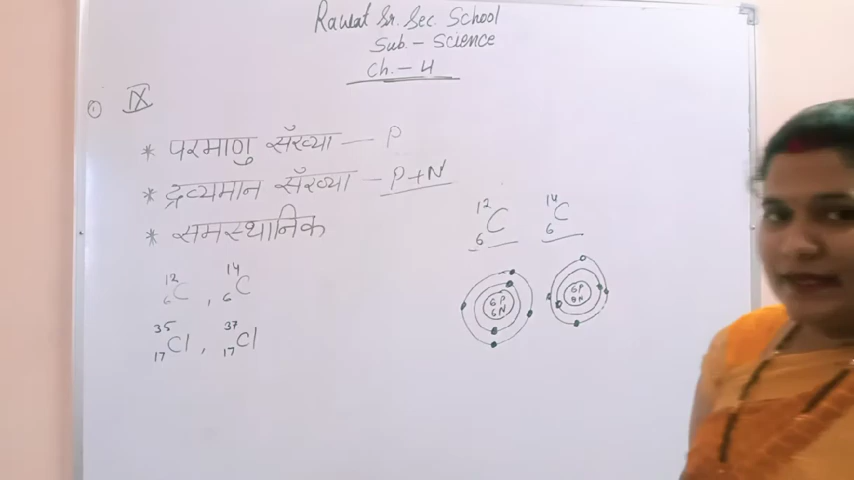 Rawat Sr. Sec. School
Sub. - Science
Ch. - 4
IX
* परमाणु सँख्या — P
* द्रव्यमान सँख्या - P+N
* समस्थानिक
¹²₆C , ¹⁴₆C
³⁵₁₇Cl , ³⁷₁₇Cl
¹²₆C ¹⁴₆C
6P 6P
6N 8N